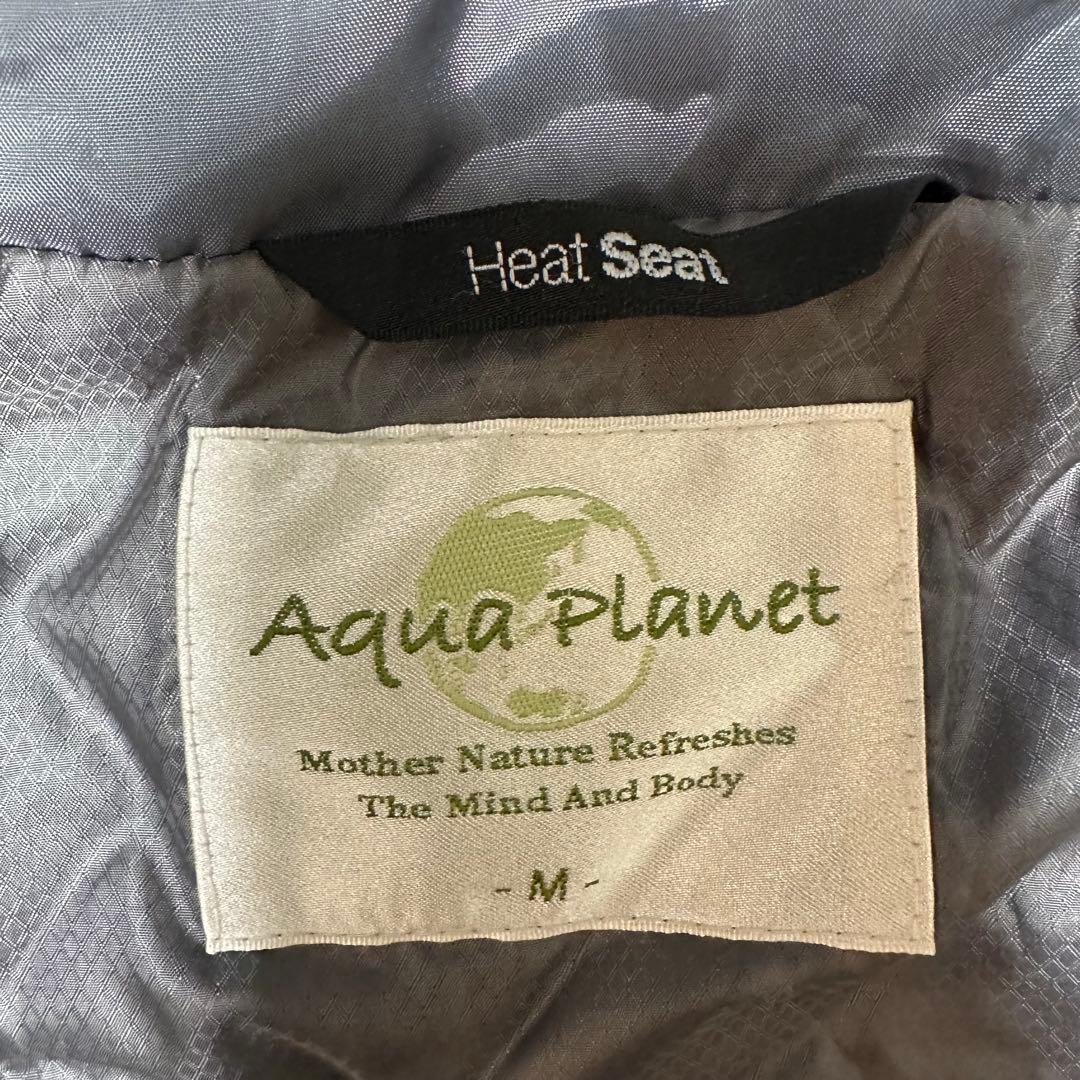 Heat Seat
Aqua Planet
Mother Nature Refreshes
The Mind And Body
- M -